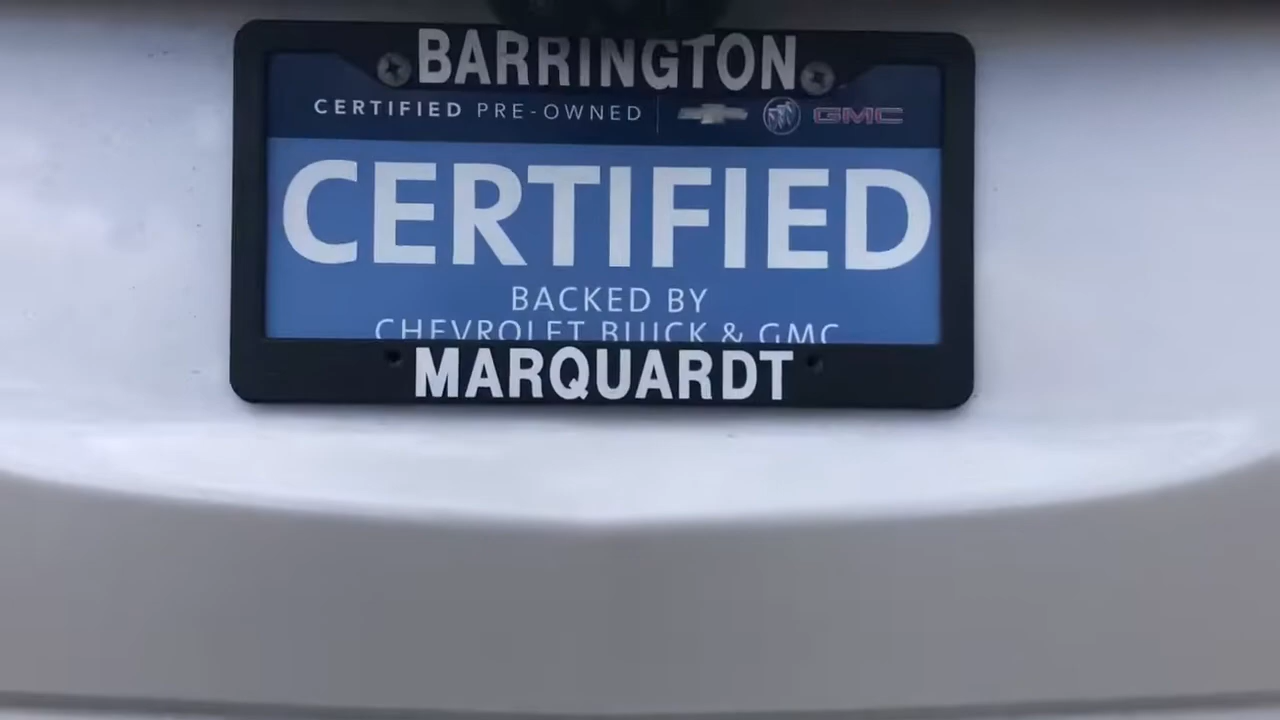 BARRINGTON
CERTIFIED PRE-OWNED GMC
CERTIFIED
BACKED BY
CHEVROLET BUICK & GMC
MARQUARDT